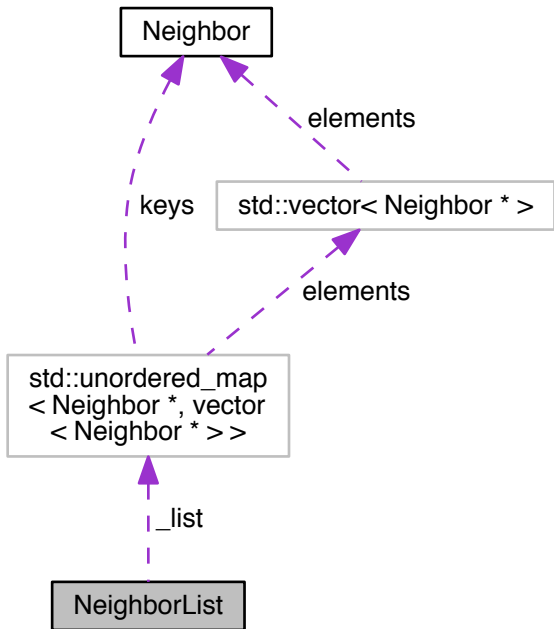 Neighbor
elements
keys
std::vector< Neighbor * >
elements
std::unordered_map
< Neighbor *, vector
< Neighbor * > >
_list
NeighborList